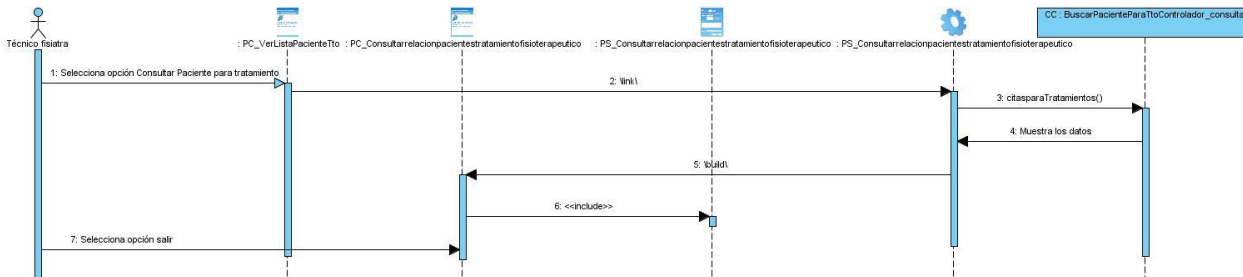 CC : BuscarPacienteParaTtoControlador_consulta
Técnico fisiatra
: PC_VerListaPacienteTto
: PC_Consultarrelacionpacientestratamientofisioterapeutico
: PS_Consultarrelacionpacientestratamientofisioterapeutico
: PS_Consultarrelacionpacientestratamientofisioterapeutico
1: Selecciona opción Consultar Paciente para tratamiento
2: \link\
3: citasparaTratamientos()
4: Muestra los datos
5: \build\
6: <<include>>
7: Selecciona opción salir